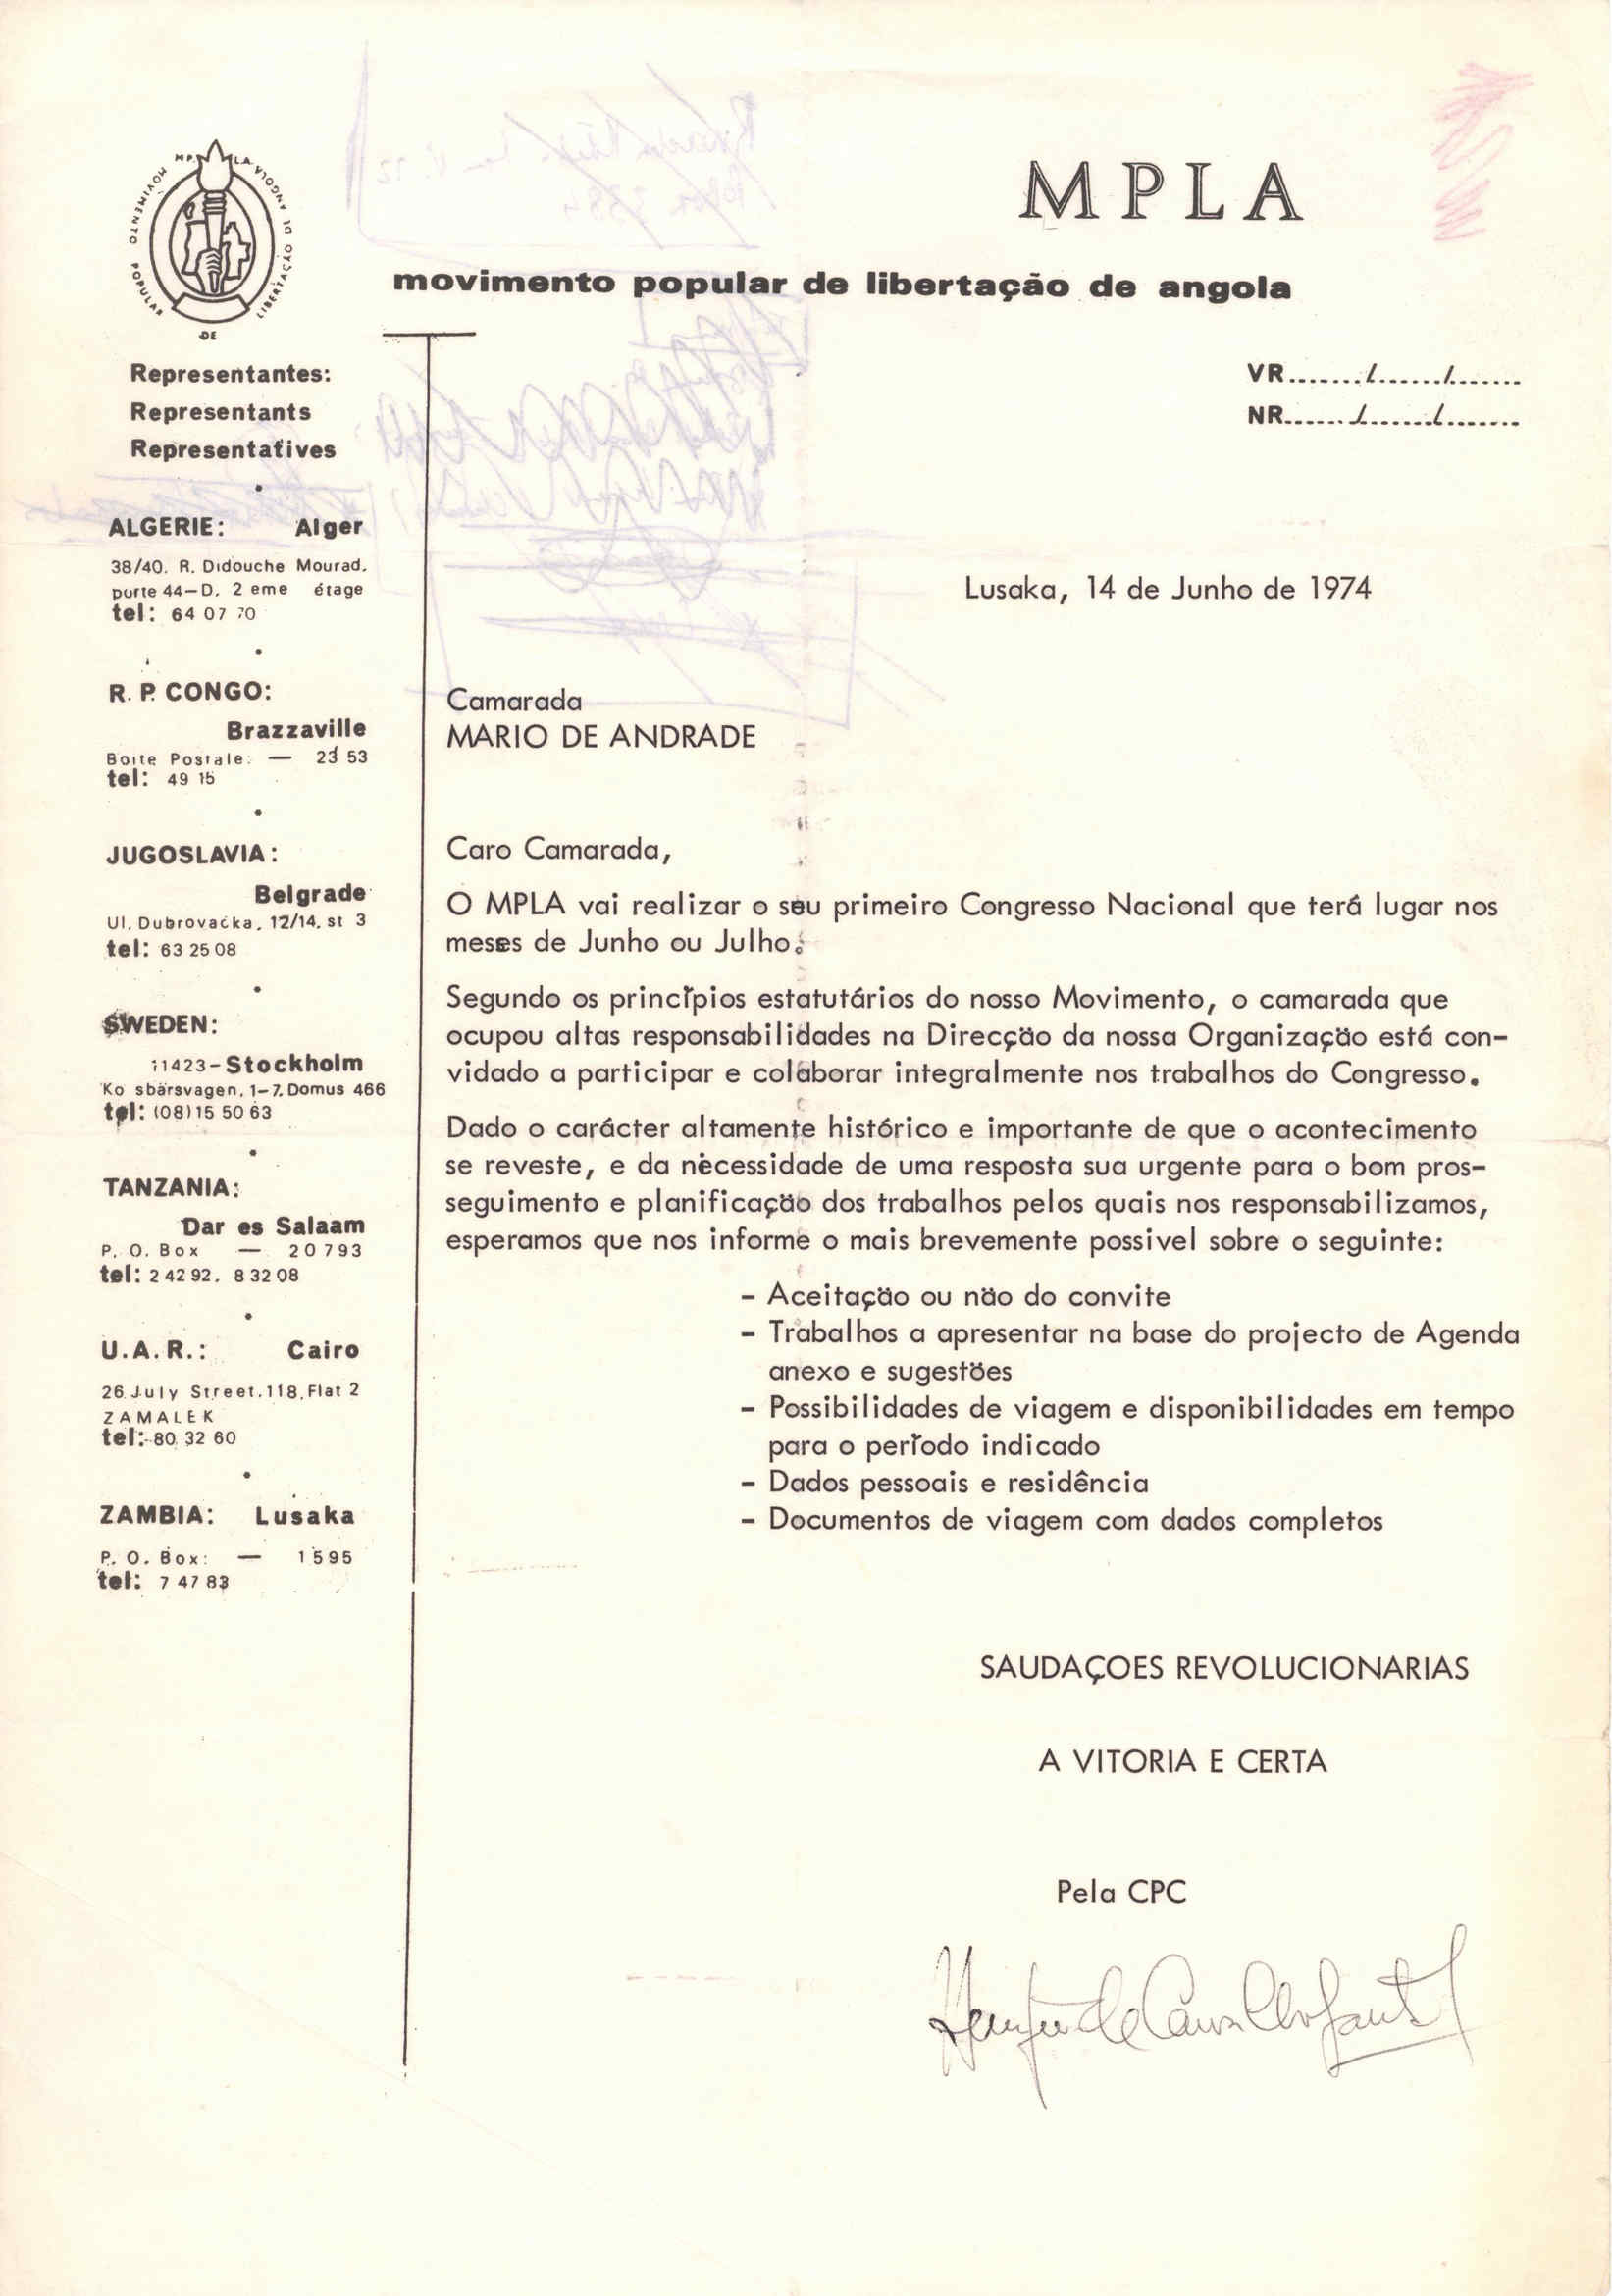 MPLA
MOVIMENTO POPULAR DE LIBERTAÇÃO DE ANGOLA
MPLA
movimento popular de libertação de angola
VR......./....../.......
NR....../......./.......
Representantes:
Representants
Representatives
ALGERIE: Alger
38/40. R. Didouche Mourad.
porte 44-D. 2 eme étage
tel: 64 07 70
R. P. CONGO:
Brazzaville
Boite Postale: — 23 53
tel: 49 15
JUGOSLAVIA:
Belgrade
Ul. Dubrovačka, 12/14, st 3
tel: 63 25 08
SWEDEN:
11423-Stockholm
Ko sbärsvagen, 1-7. Domus 466
tel: (08)15 50 63
TANZANIA:
Dar es Salaam
P. O. Box — 20793
tel: 2 42 92. 8 32 08
U.A.R.: Cairo
26 July Street.118, Flat 2
ZAMALEK
tel: 80 32 60
ZAMBIA: Lusaka
P. O. Box: — 1595
tel: 7 47 83
Lusaka, 14 de Junho de 1974
Camarada
MARIO DE ANDRADE
Caro Camarada,
O MPLA vai realizar o seu primeiro Congresso Nacional que terá lugar nos
meses de Junho ou Julho.
Segundo os princípios estatutários do nosso Movimento, o camarada que
ocupou altas responsabilidades na Direcção da nossa Organização está con-
vidado a participar e colaborar integralmente nos trabalhos do Congresso.
Dado o carácter altamente histórico e importante de que o acontecimento
se reveste, e da necessidade de uma resposta sua urgente para o bom pros-
seguimento e planificação dos trabalhos pelos quais nos responsabilizamos,
esperamos que nos informe o mais brevemente possivel sobre o seguinte:
- Aceitação ou não do convite
- Trabalhos a apresentar na base do projecto de Agenda
anexo e sugestões
- Possibilidades de viagem e disponibilidades em tempo
para o período indicado
- Dados pessoais e residência
- Documentos de viagem com dados completos
SAUDAÇOES REVOLUCIONARIAS
A VITORIA E CERTA
Pela CPC